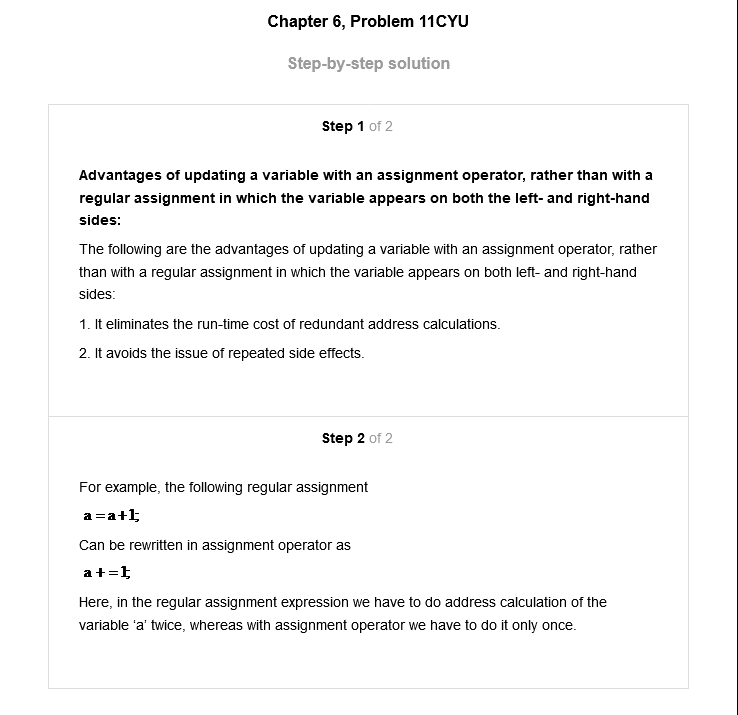 Chapter 6, Problem 11CYU
Step-by-step solution
Step 1 of 2
Advantages of updating a variable with an assignment operator, rather than with a
regular assignment in which the variable appears on both the left- and right-hand
sides:
The following are the advantages of updating a variable with an assignment operator, rather
than with a regular assignment in which the variable appears on both left- and right-hand
sides:
1. It eliminates the run-time cost of redundant address calculations.
2. It avoids the issue of repeated side effects.
Step 2 of 2
For example, the following regular assignment
a=a+1;
Can be rewritten in assignment operator as
a+=1;
Here, in the regular assignment expression we have to do address calculation of the
variable ‘a’ twice, whereas with assignment operator we have to do it only once.